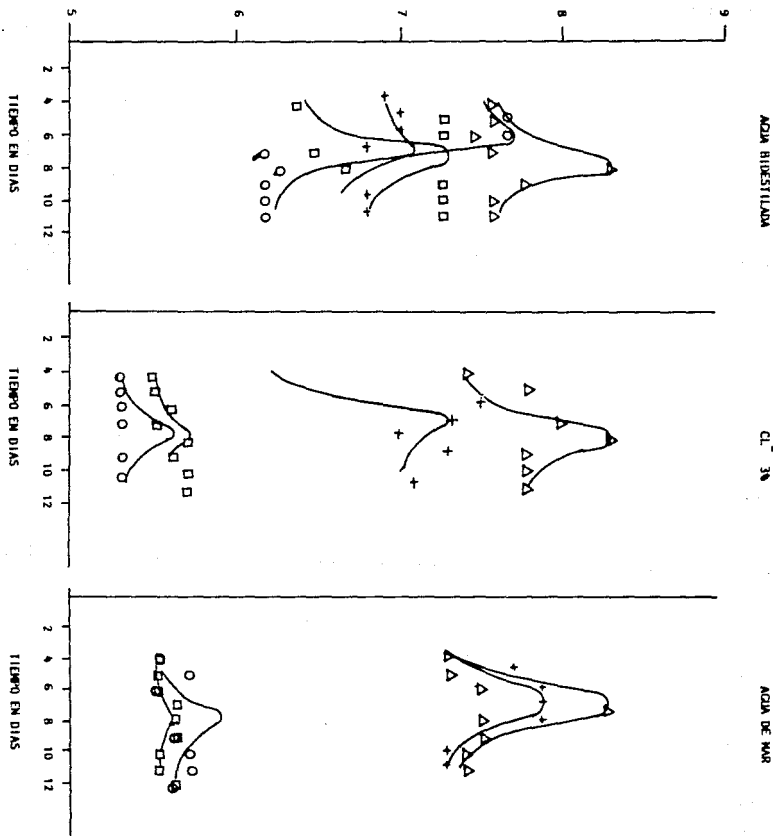 5 6 7 8 9
AGUA BIDESTILADA
2 4 6 8 10 12
TIEMPO EN DIAS
CL⁻ 3%
2 4 6 8 10 12
TIEMPO EN DIAS
AGUA DE MAR
2 4 6 8 10 12
TIEMPO EN DIAS